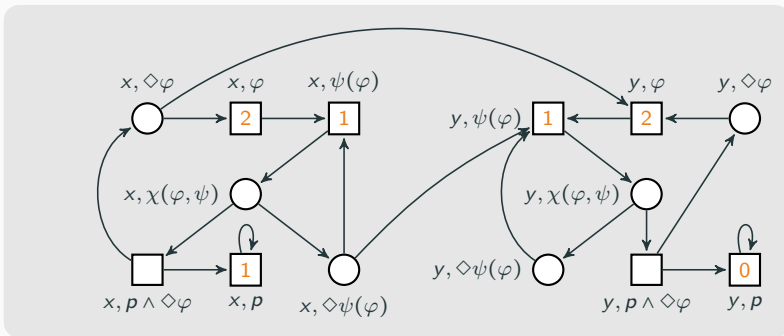 x, ◇φ
x, φ
x, ψ(φ)
y, φ
y, ◇φ
2
1
y, ψ(φ)
1
2
x, χ(φ, ψ)
y, χ(φ, ψ)
1
y, ◇ψ(φ)
0
x, p ∧ ◇φ
x, p
x, ◇ψ(φ)
y, p ∧ ◇φ
y, p